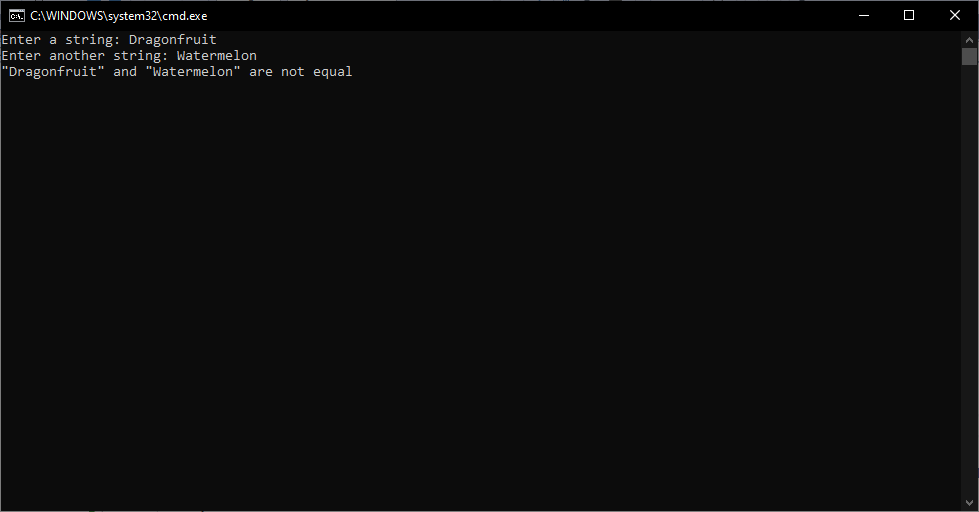 C:\WINDOWS\system32\cmd.exe
Enter a string: Dragonfruit
Enter another string: Watermelon
"Dragonfruit" and "Watermelon" are not equal